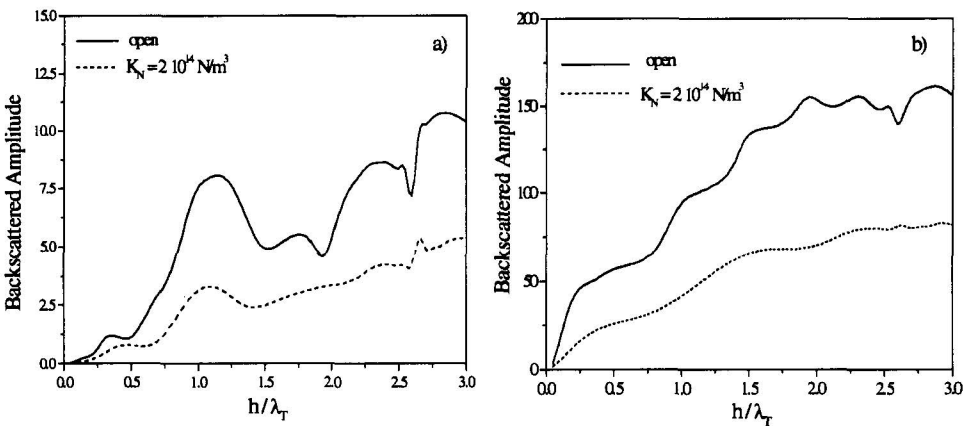 Backscattered Amplitude
15.0
12.5
10.0
7.5
5.0
2.5
0.0
open
K_N = 2 10^14 N/m^3
a)
0.0 0.5 1.0 1.5 2.0 2.5 3.0
h/λ_T
Backscattered Amplitude
200
150
100
50
0
open
K_N = 2 10^14 N/m^3
b)
0.0 0.5 1.0 1.5 2.0 2.5 3.0
h/λ_T